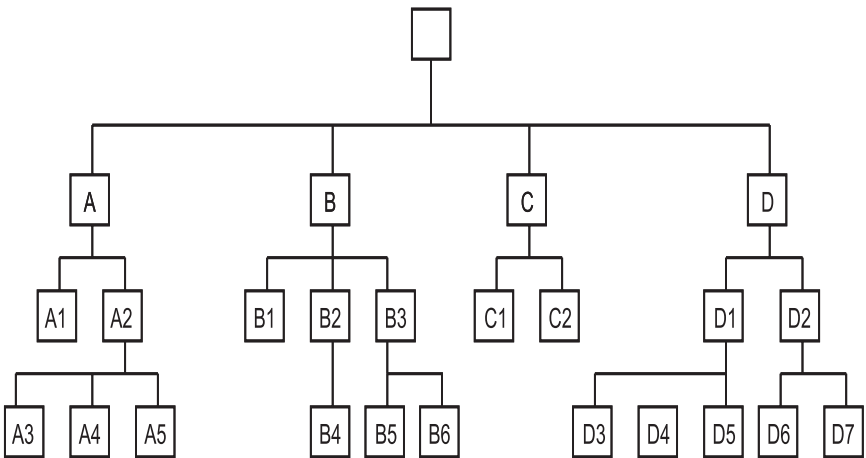 A B C D
A1 A2 B1 B2 B3 C1 C2 D1 D2
A3 A4 A5 B4 B5 B6 D3 D4 D5 D6 D7